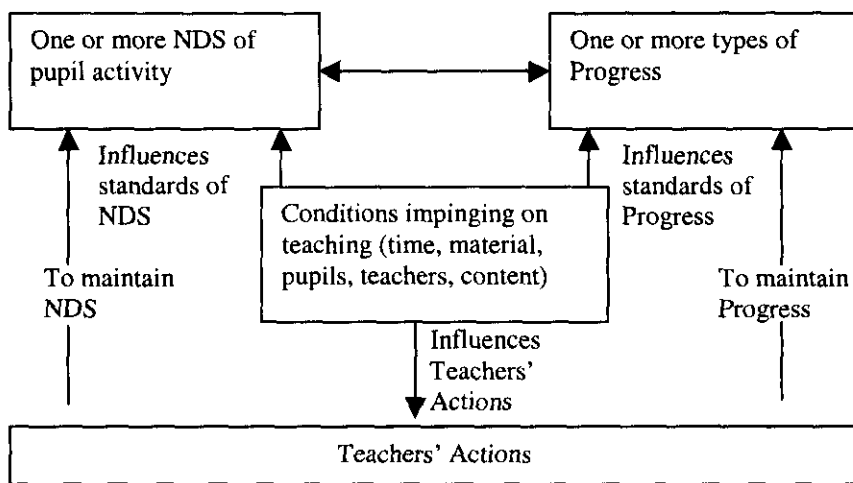 One or more NDS of
pupil activity
One or more types of
Progress
Influences
standards of
NDS
Influences
standards of
Progress
Conditions impinging on
teaching (time, material,
pupils, teachers, content)
To maintain
NDS
To maintain
Progress
Influences
Teachers'
Actions
Teachers' Actions